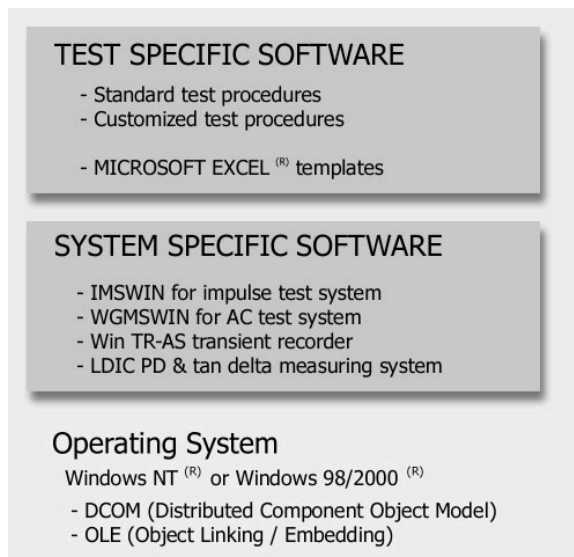 TEST SPECIFIC SOFTWARE
- Standard test procedures
- Customized test procedures
- MICROSOFT EXCEL (R) templates
SYSTEM SPECIFIC SOFTWARE
- IMSWIN for impulse test system
- WGMSWIN for AC test system
- Win TR-AS transient recorder
- LDIC PD & tan delta measuring system
Operating System
Windows NT (R) or Windows 98/2000 (R)
- DCOM (Distributed Component Object Model)
- OLE (Object Linking / Embedding)